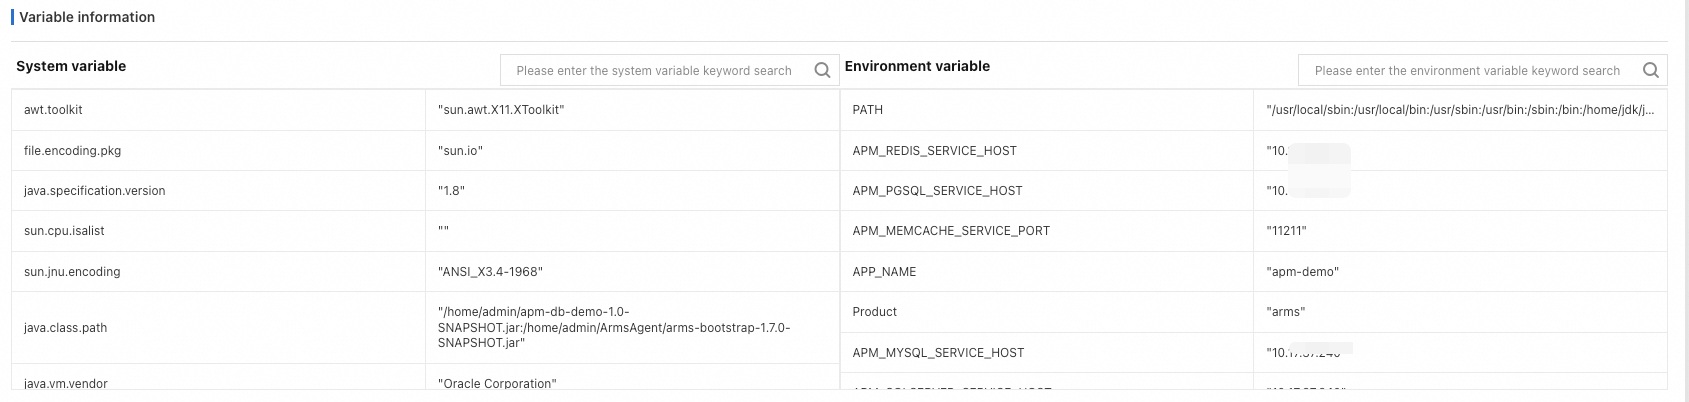 Variable information
System variable
Please enter the system variable keyword search
Environment variable
Please enter the environment variable keyword search
awt.toolkit
"sun.awt.X11.XToolkit"
PATH
"/usr/local/sbin:/usr/local/bin:/usr/sbin:/usr/bin:/sbin:/bin:/home/jdk/j...
file.encoding.pkg
"sun.io"
APM_REDIS_SERVICE_HOST
"10.
java.specification.version
"1.8"
APM_PGSQL_SERVICE_HOST
"10.
sun.cpu.isalist
""
APM_MEMCACHE_SERVICE_PORT
"11211"
sun.jnu.encoding
"ANSI_X3.4-1968"
APP_NAME
"apm-demo"
java.class.path
"/home/admin/apm-db-demo-1.0-
SNAPSHOT.jar:/home/admin/ArmsAgent/arms-bootstrap-1.7.0-
SNAPSHOT.jar"
Product
"arms"
APM_MYSQL_SERVICE_HOST
"10.
java.vm.vendor
"Oracle Corporation"